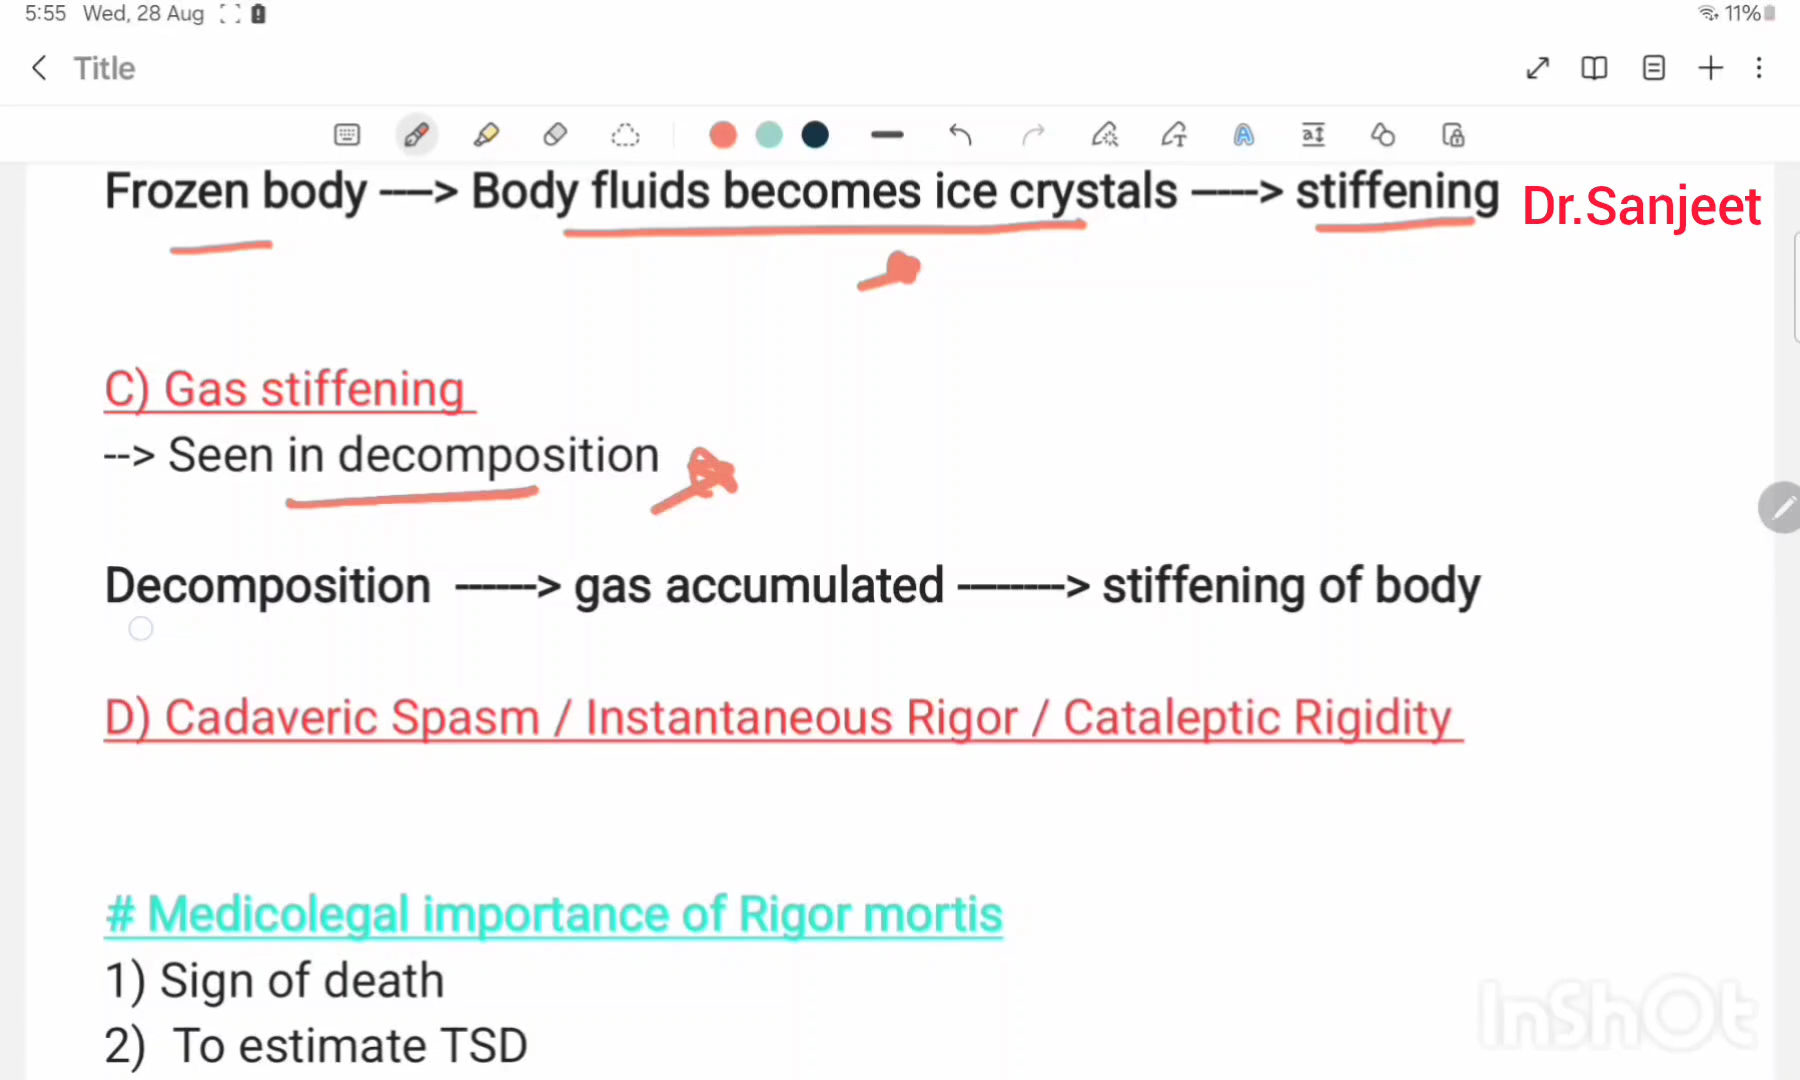 5:55 Wed, 28 Aug 11%
Title
Frozen body ----> Body fluids becomes ice crystals -----> stiffening Dr.Sanjeet
C) Gas stiffening
--> Seen in decomposition
Decomposition ------> gas accumulated --------> stiffening of body
D) Cadaveric Spasm / Instantaneous Rigor / Cataleptic Rigidity
# Medicolegal importance of Rigor mortis
1) Sign of death
2) To estimate TSD
InShOt